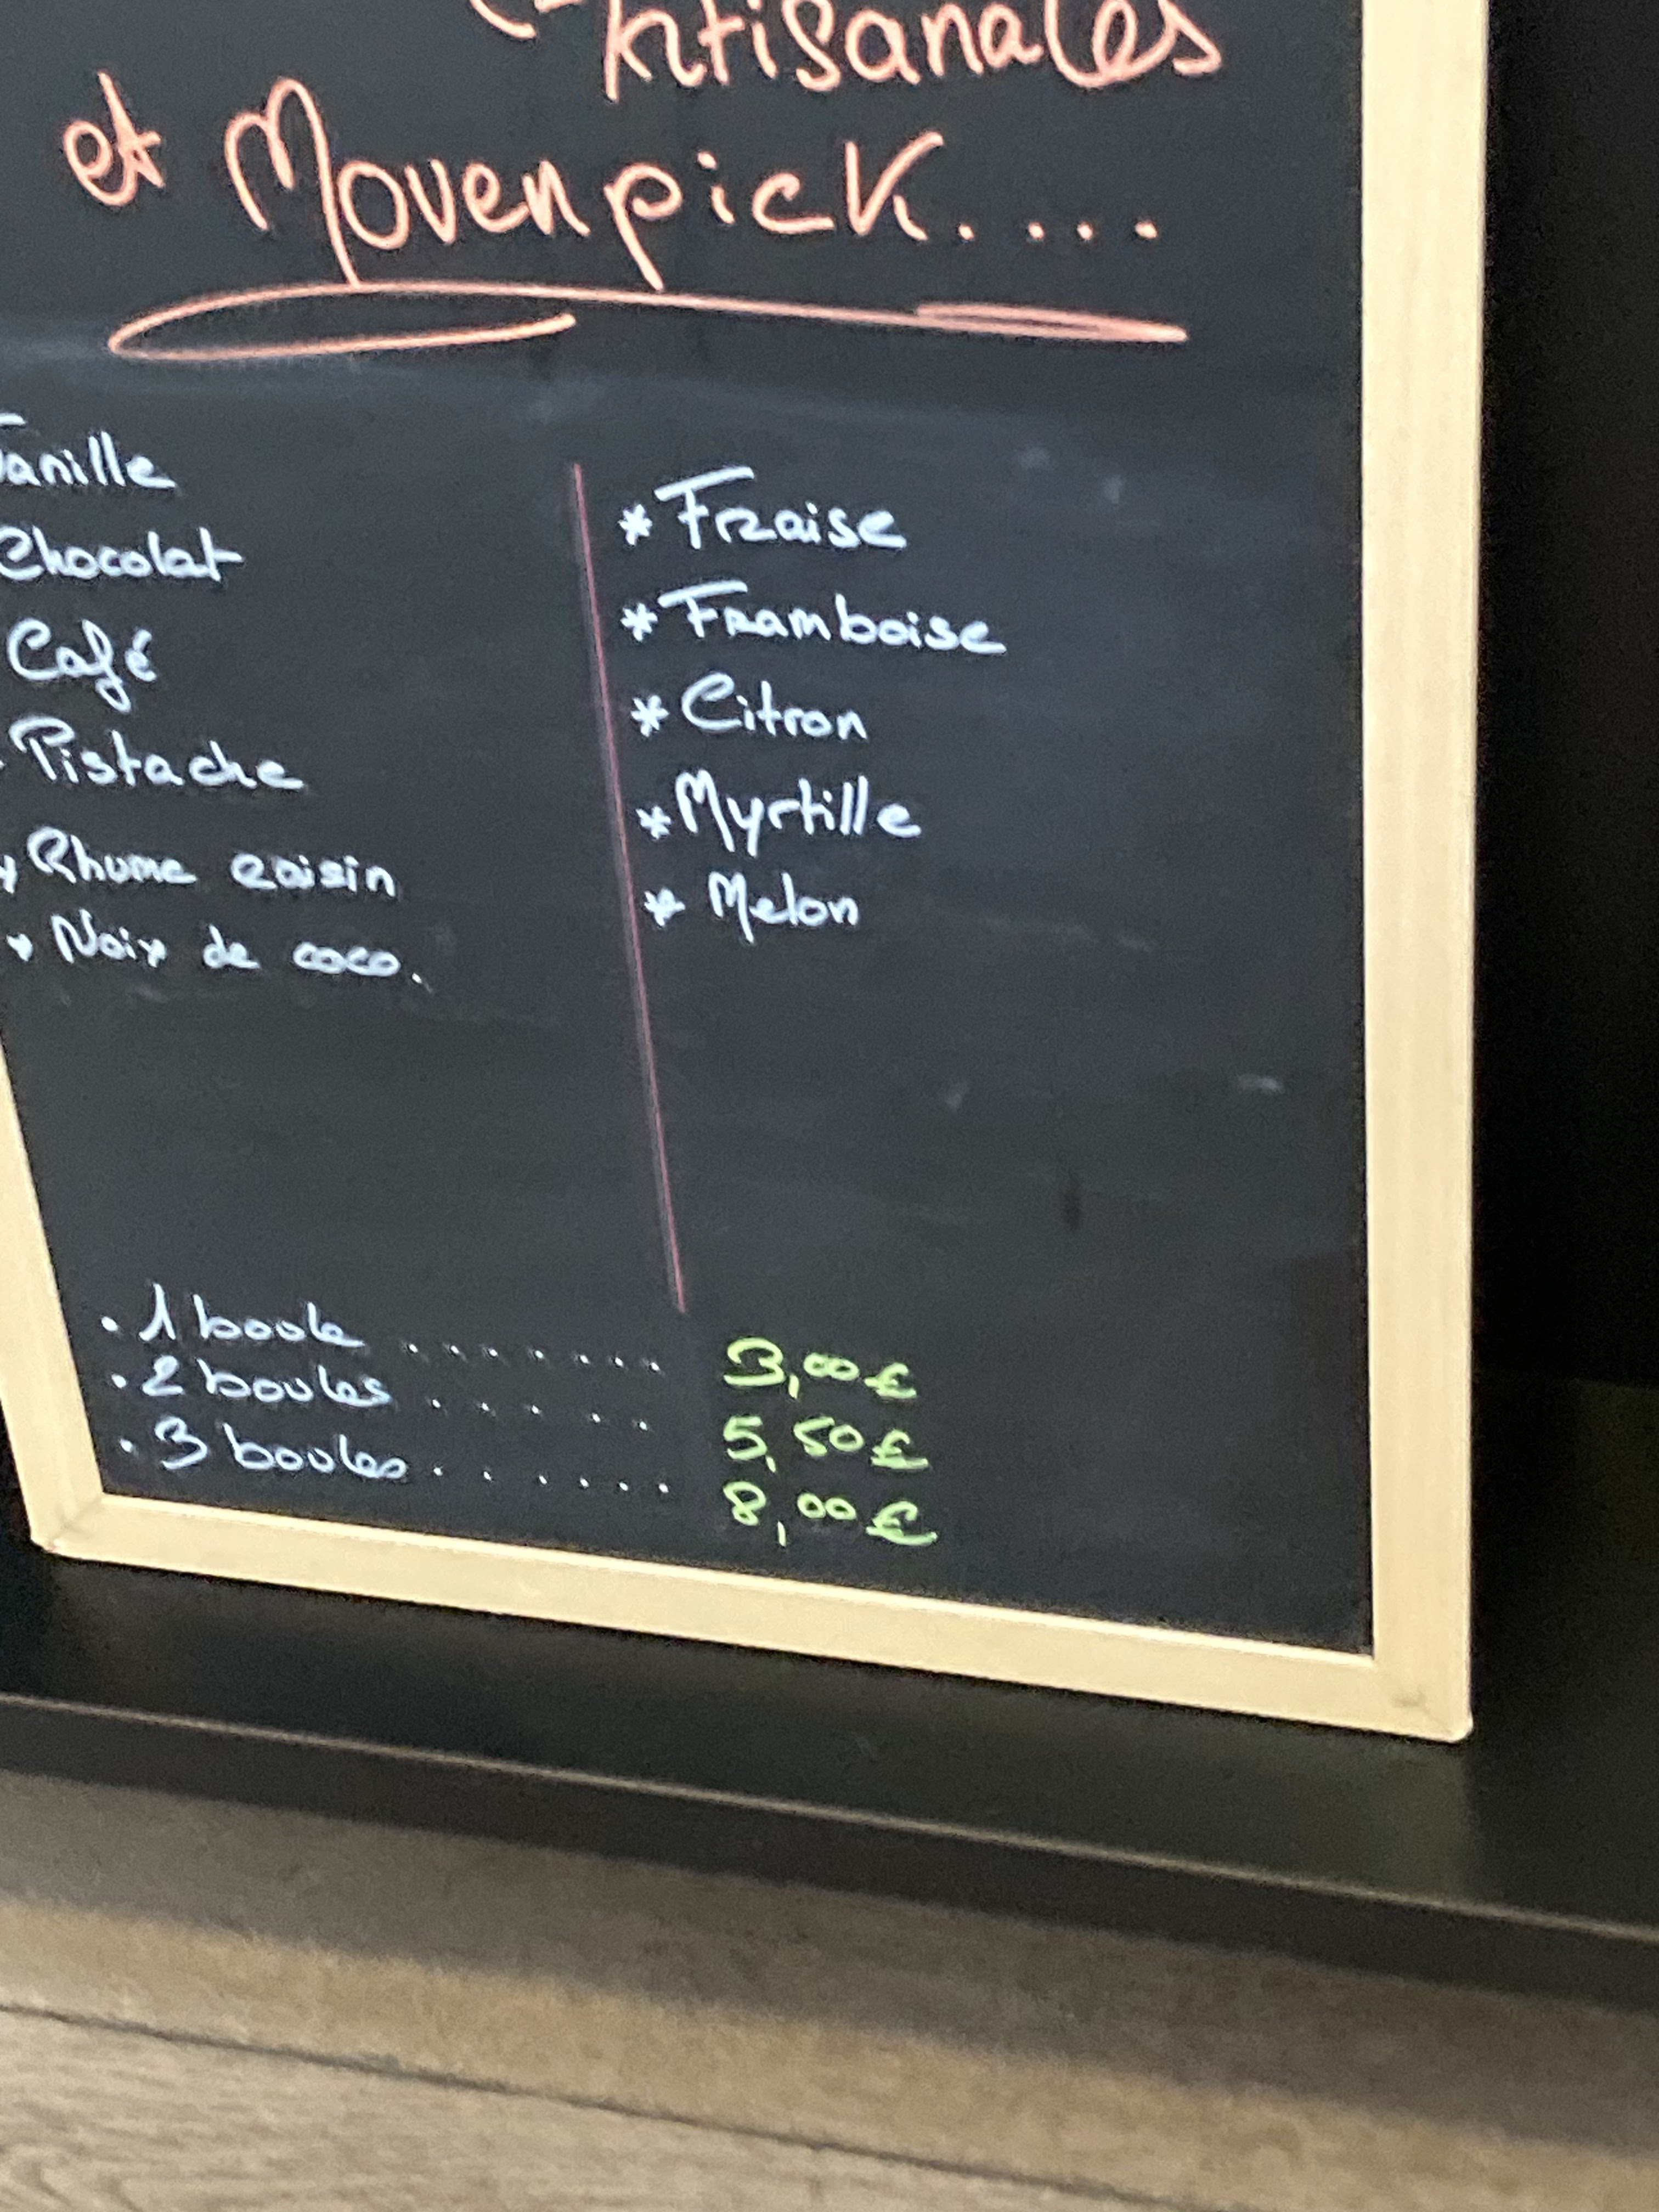 Artisanales
et Movenpick....
Vanille
Chocolat
Café
Pistache
* Rhume raisin
* Noix de coco.
* Fraise
* Framboise
* Citron
* Myrtille
* Melon
. 1 boule ....... 3,00€
. 2 boules ...... 5,50€
. 3 boules ...... 8,00€